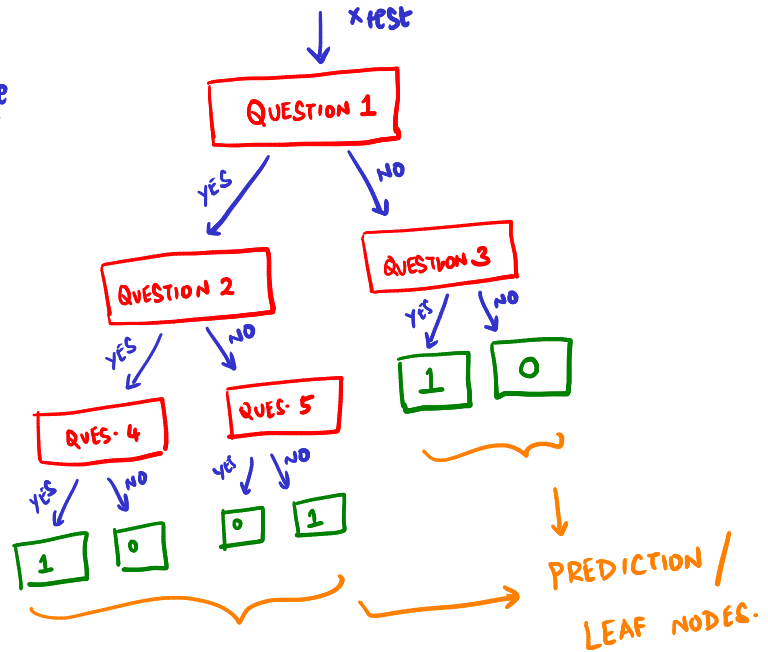 x test
e
QUESTION 1
YES
NO
QUESTION 2
QUESTION 3
YES
NO
YES
NO
1
0
QUES. 4
QUES. 5
YES
NO
YES
NO
1
0
0
1
PREDICTION /
LEAF NODES.